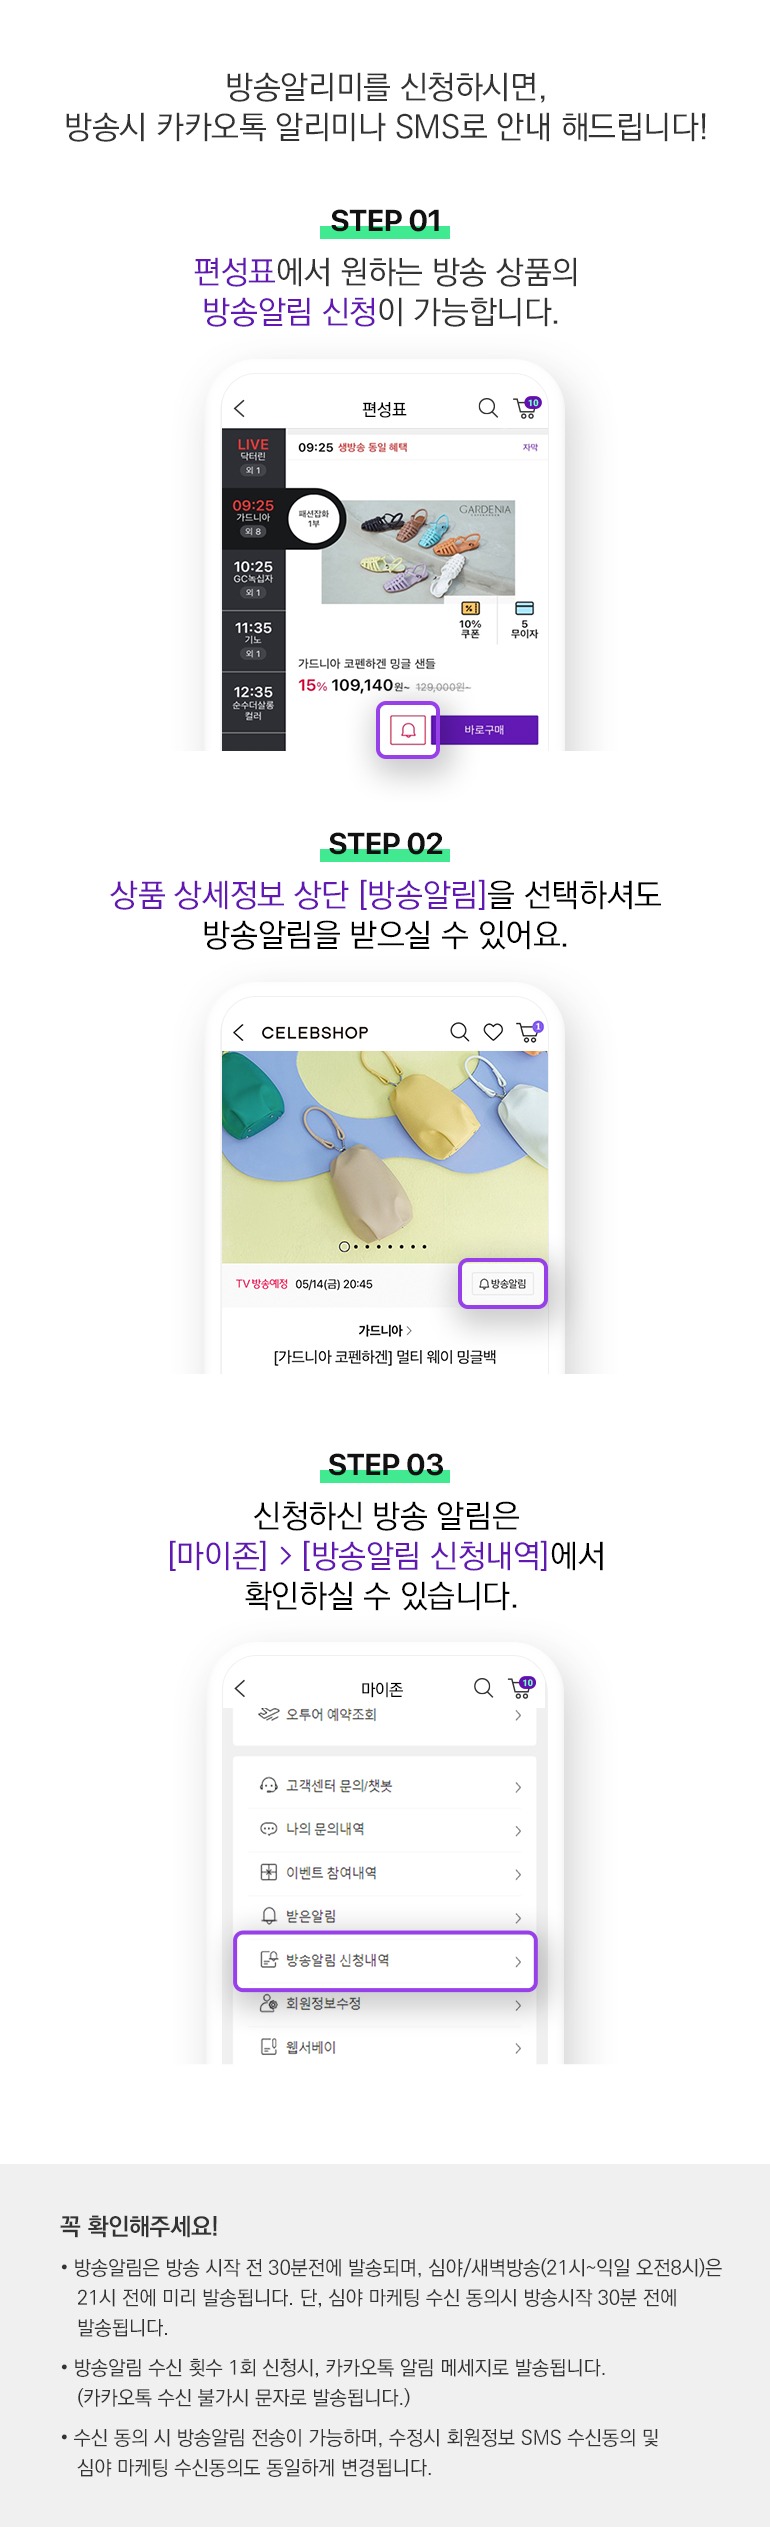 방송알리미를 신청하시면,
방송시 카카오톡 알리미나 SMS로 안내 해드립니다!
STEP 01
편성표에서 원하는 방송 상품의
방송알림 신청이 가능합니다.
편성표
10
LIVE
닥터린
외 1
09:25
가드니아
외 8
10:25
GC녹십자
외 1
11:35
기노
외 1
12:35
순수더살롱
컬러
09:25 생방송 동일 혜택
자막
패션잡화
1부
GARDENIA
10%
쿠폰
5
무이자
가드니아 코펜하겐 밍글 샌들
15% 109,140원~ 129,000원~
바로구매
STEP 02
상품 상세정보 상단 [방송알림]을 선택하셔도
방송알림을 받으실 수 있어요.
CELEBSHOP
1
TV 방송예정 05/14(금) 20:45
방송알림
가드니아 >
[가드니아 코펜하겐] 멀티 웨이 밍글백
STEP 03
신청하신 방송 알림은
[마이존] > [방송알림 신청내역]에서
확인하실 수 있습니다.
마이존
10
오투어 예약조회
고객센터 문의/챗봇
나의 문의내역
이벤트 참여내역
받은알림
방송알림 신청내역
회원정보수정
웹서베이
꼭 확인해주세요!
• 방송알림은 방송 시작 전 30분전에 발송되며, 심야/새벽방송(21시~익일 오전8시)은
21시 전에 미리 발송됩니다. 단, 심야 마케팅 수신 동의시 방송시작 30분 전에
발송됩니다.
• 방송알림 수신 횟수 1회 신청시, 카카오톡 알림 메세지로 발송됩니다.
(카카오톡 수신 불가시 문자로 발송됩니다.)
• 수신 동의 시 방송알림 전송이 가능하며, 수정시 회원정보 SMS 수신동의 및
심야 마케팅 수신동의도 동일하게 변경됩니다.